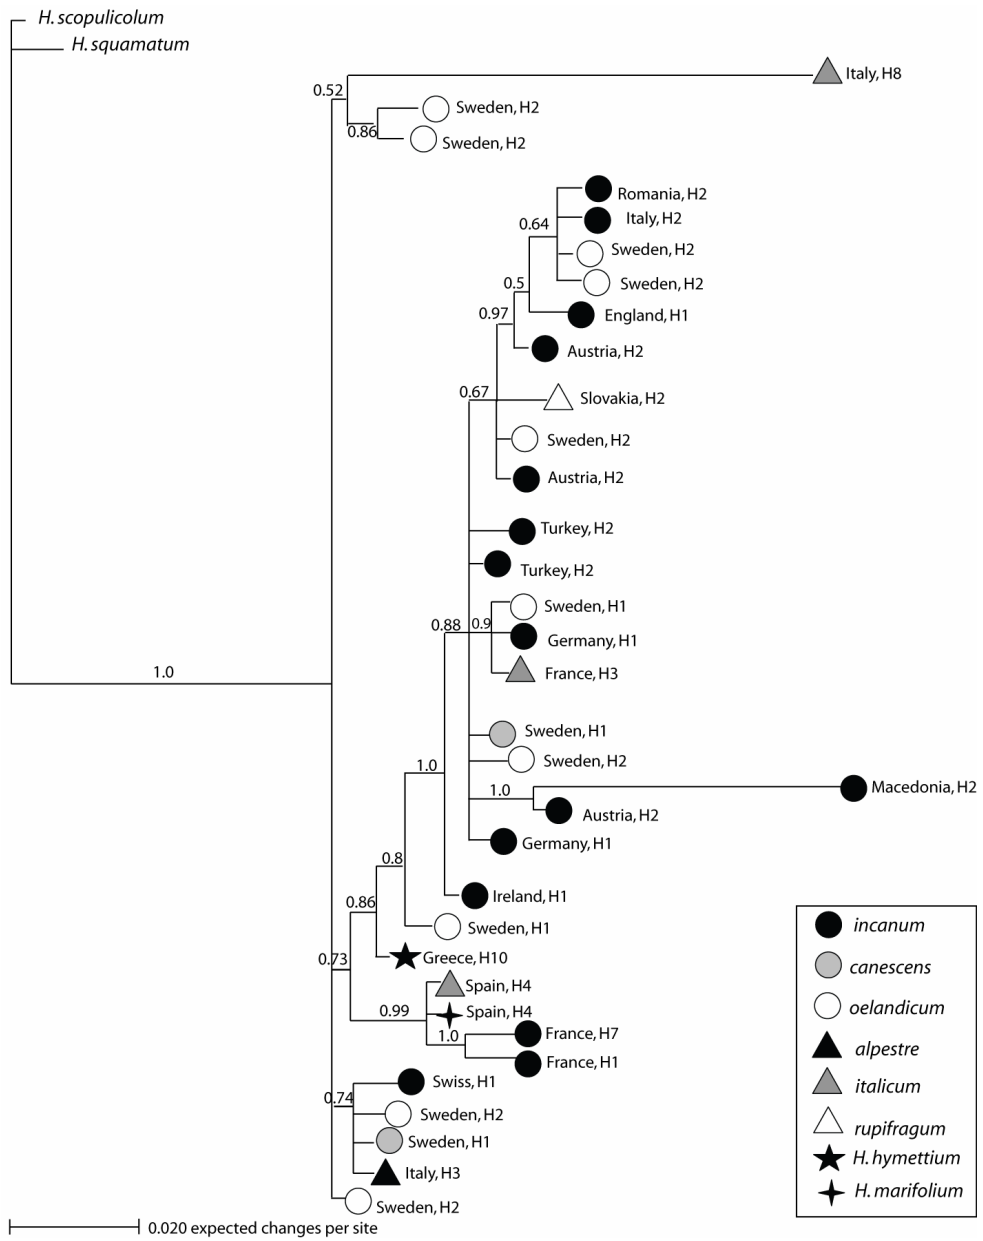 H. scopulicolum
H. squamatum
Italy, H8
0.52
Sweden, H2
0.86
Sweden, H2
Romania, H2
Italy, H2
0.64
Sweden, H2
Sweden, H2
0.5
0.97
England, H1
Austria, H2
0.67
Slovakia, H2
Sweden, H2
Austria, H2
Turkey, H2
Turkey, H2
Sweden, H1
0.88
0.9
Germany, H1
France, H3
1.0
Sweden, H1
Sweden, H2
1.0
Macedonia, H2
1.0
Austria, H2
Germany, H1
0.8
Ireland, H1
0.86
Sweden, H1
Greece, H10
0.73
Spain, H4
0.99
Spain, H4
1.0
France, H7
France, H1
Swiss, H1
0.74
Sweden, H2
Sweden, H1
Italy, H3
Sweden, H2
0.020 expected changes per site
incanum
canescens
oelandicum
alpestre
italicum
rupifragum
H. hymettium
H. marifolium